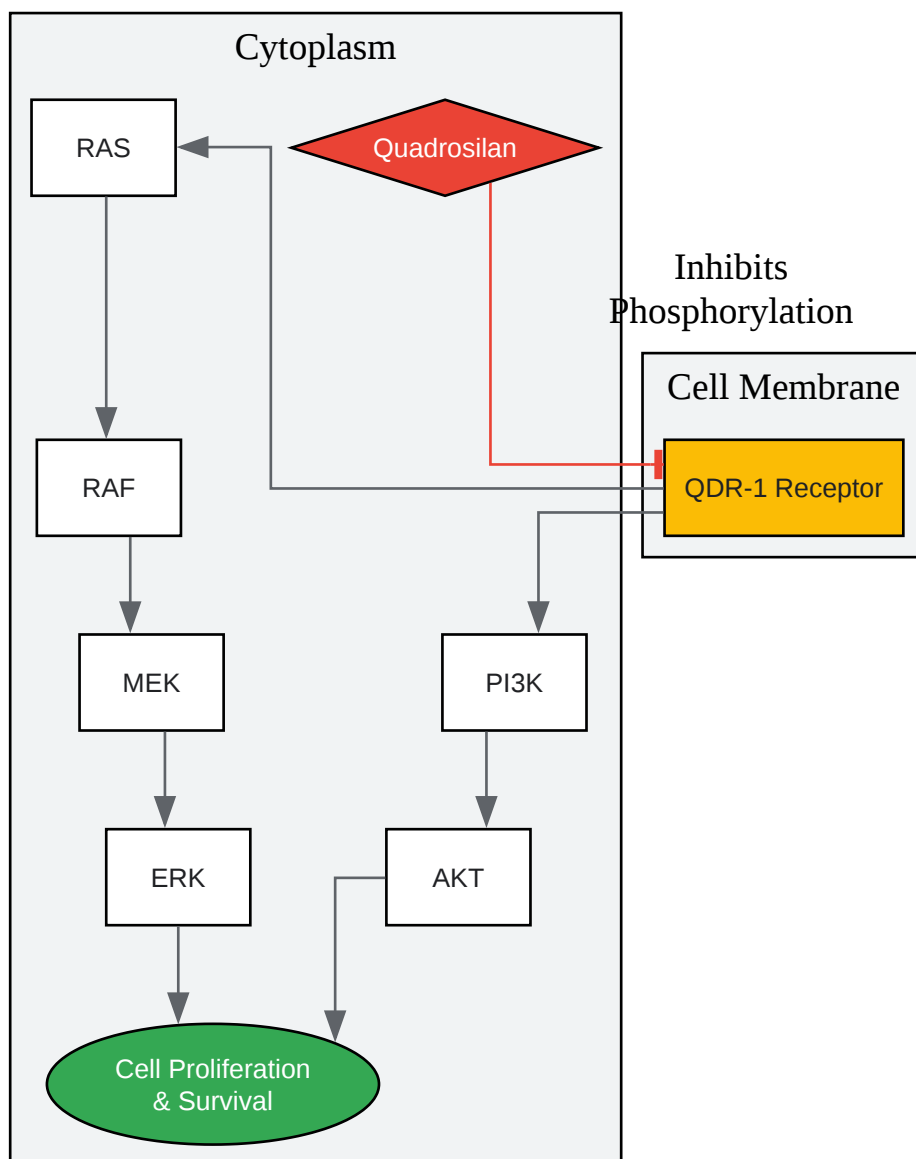 Cytoplasm
RAS
Quadrosilan
Inhibits
Phosphorylation
Cell Membrane
RAF
QDR-1 Receptor
MEK
PI3K
ERK
AKT
Cell Proliferation
& Survival